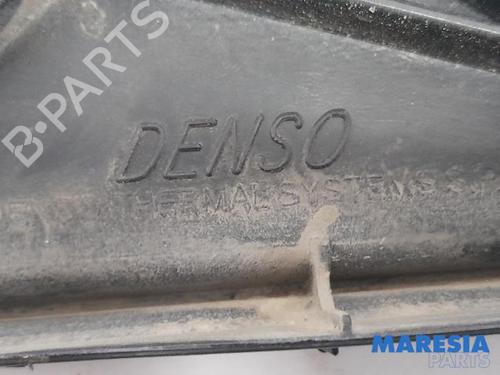 B-PARTS
DENSO
THERMAL SYSTEMS S.p
MARESIA
PARTS